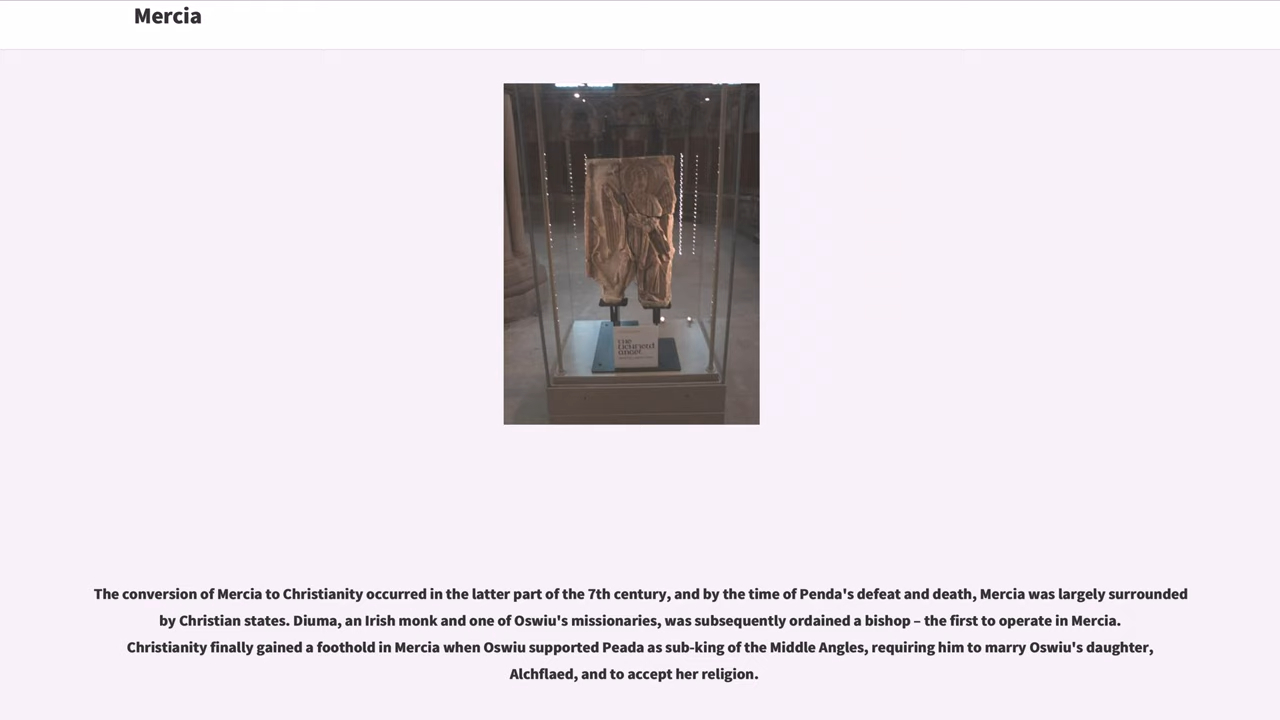 Mercia
THE
LICHFIELD
ANGEL
The conversion of Mercia to Christianity occurred in the latter part of the 7th century, and by the time of Penda's defeat and death, Mercia was largely surrounded
by Christian states. Diuma, an Irish monk and one of Oswiu's missionaries, was subsequently ordained a bishop – the first to operate in Mercia.
Christianity finally gained a foothold in Mercia when Oswiu supported Peada as sub-king of the Middle Angles, requiring him to marry Oswiu's daughter,
Alchflaed, and to accept her religion.